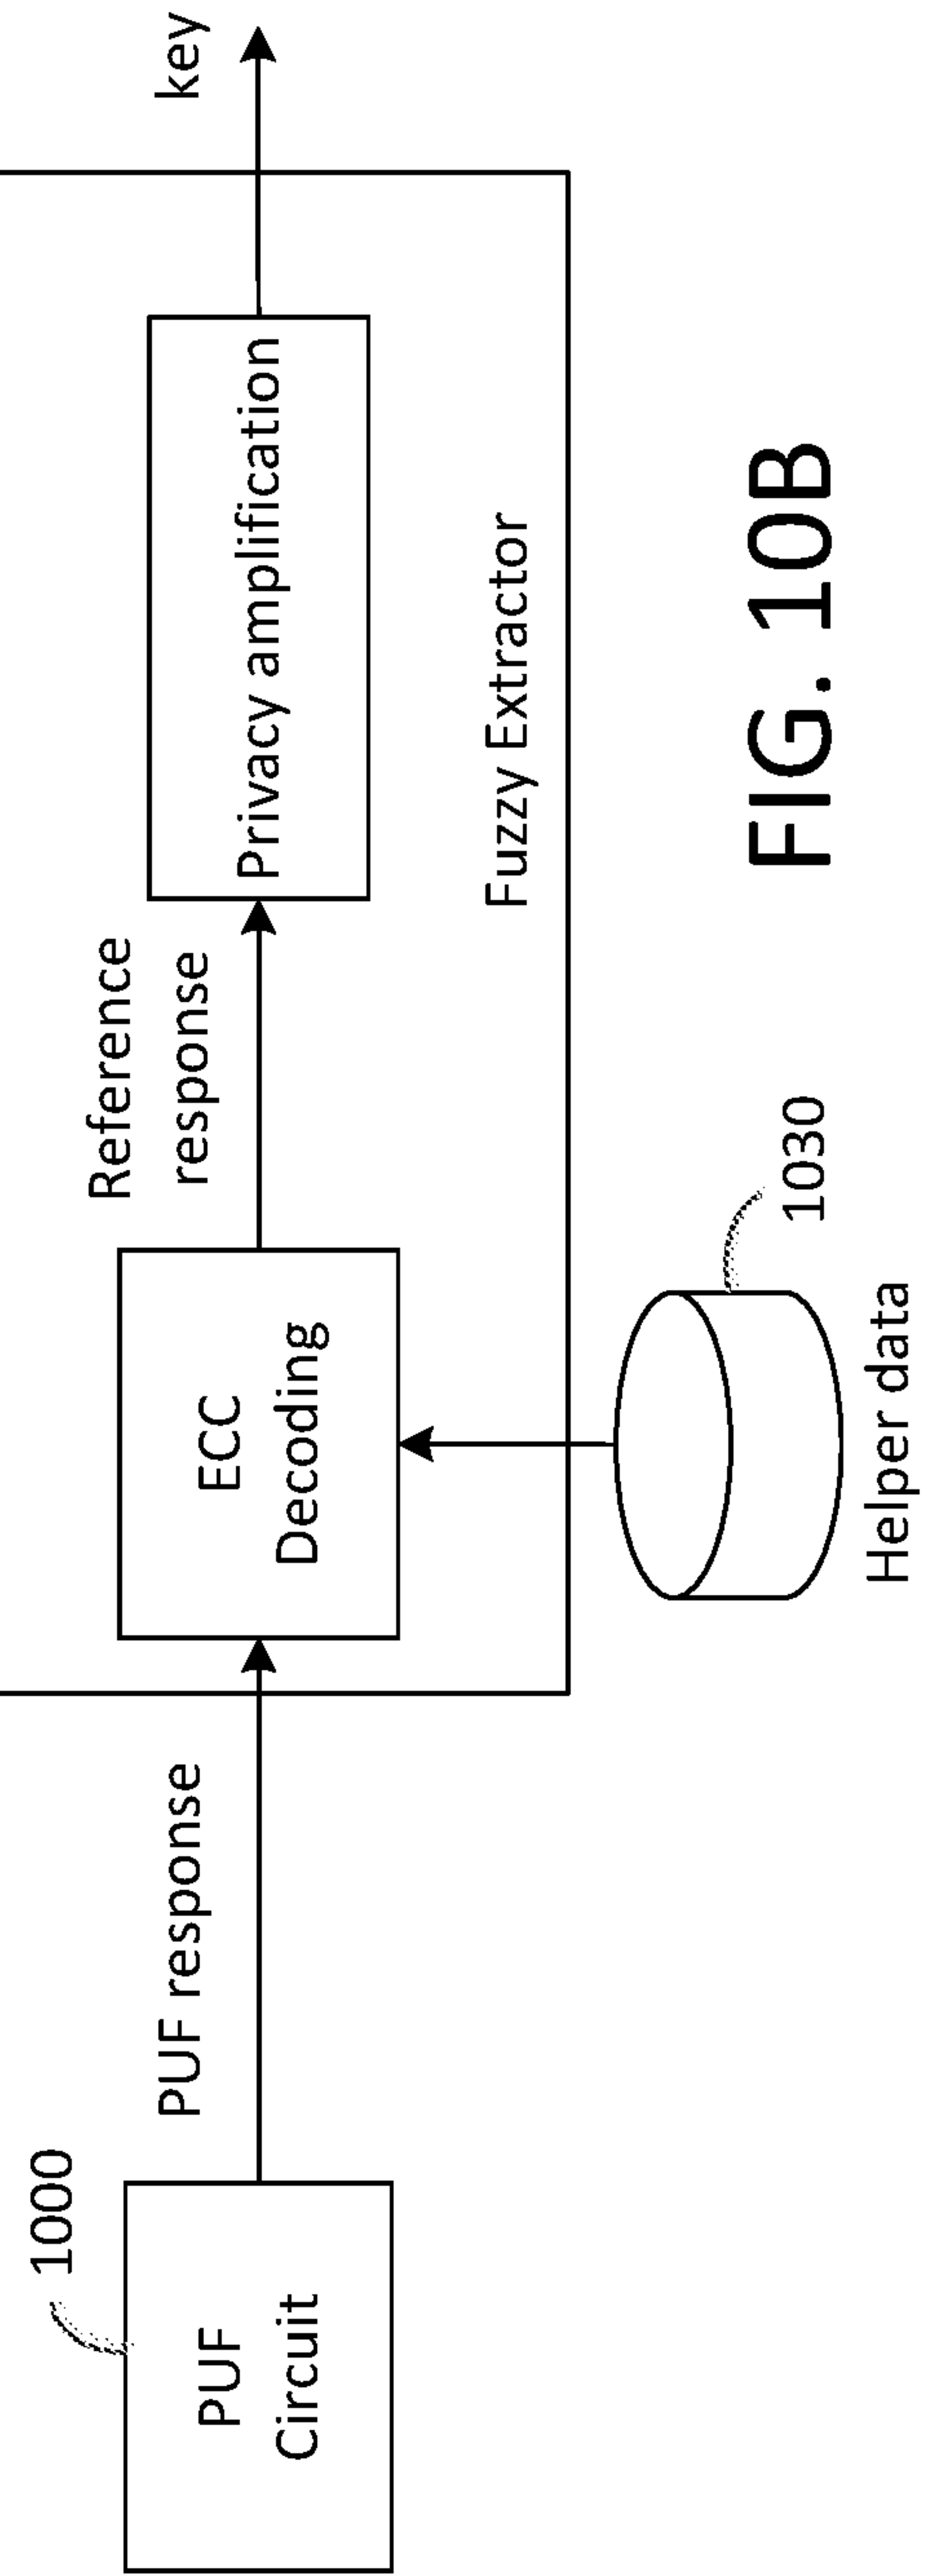 1000
PUF
Circuit
PUF response
ECC
Decoding
Reference
response
Privacy amplification
key
Fuzzy Extractor
1030
Helper data
FIG. 10B